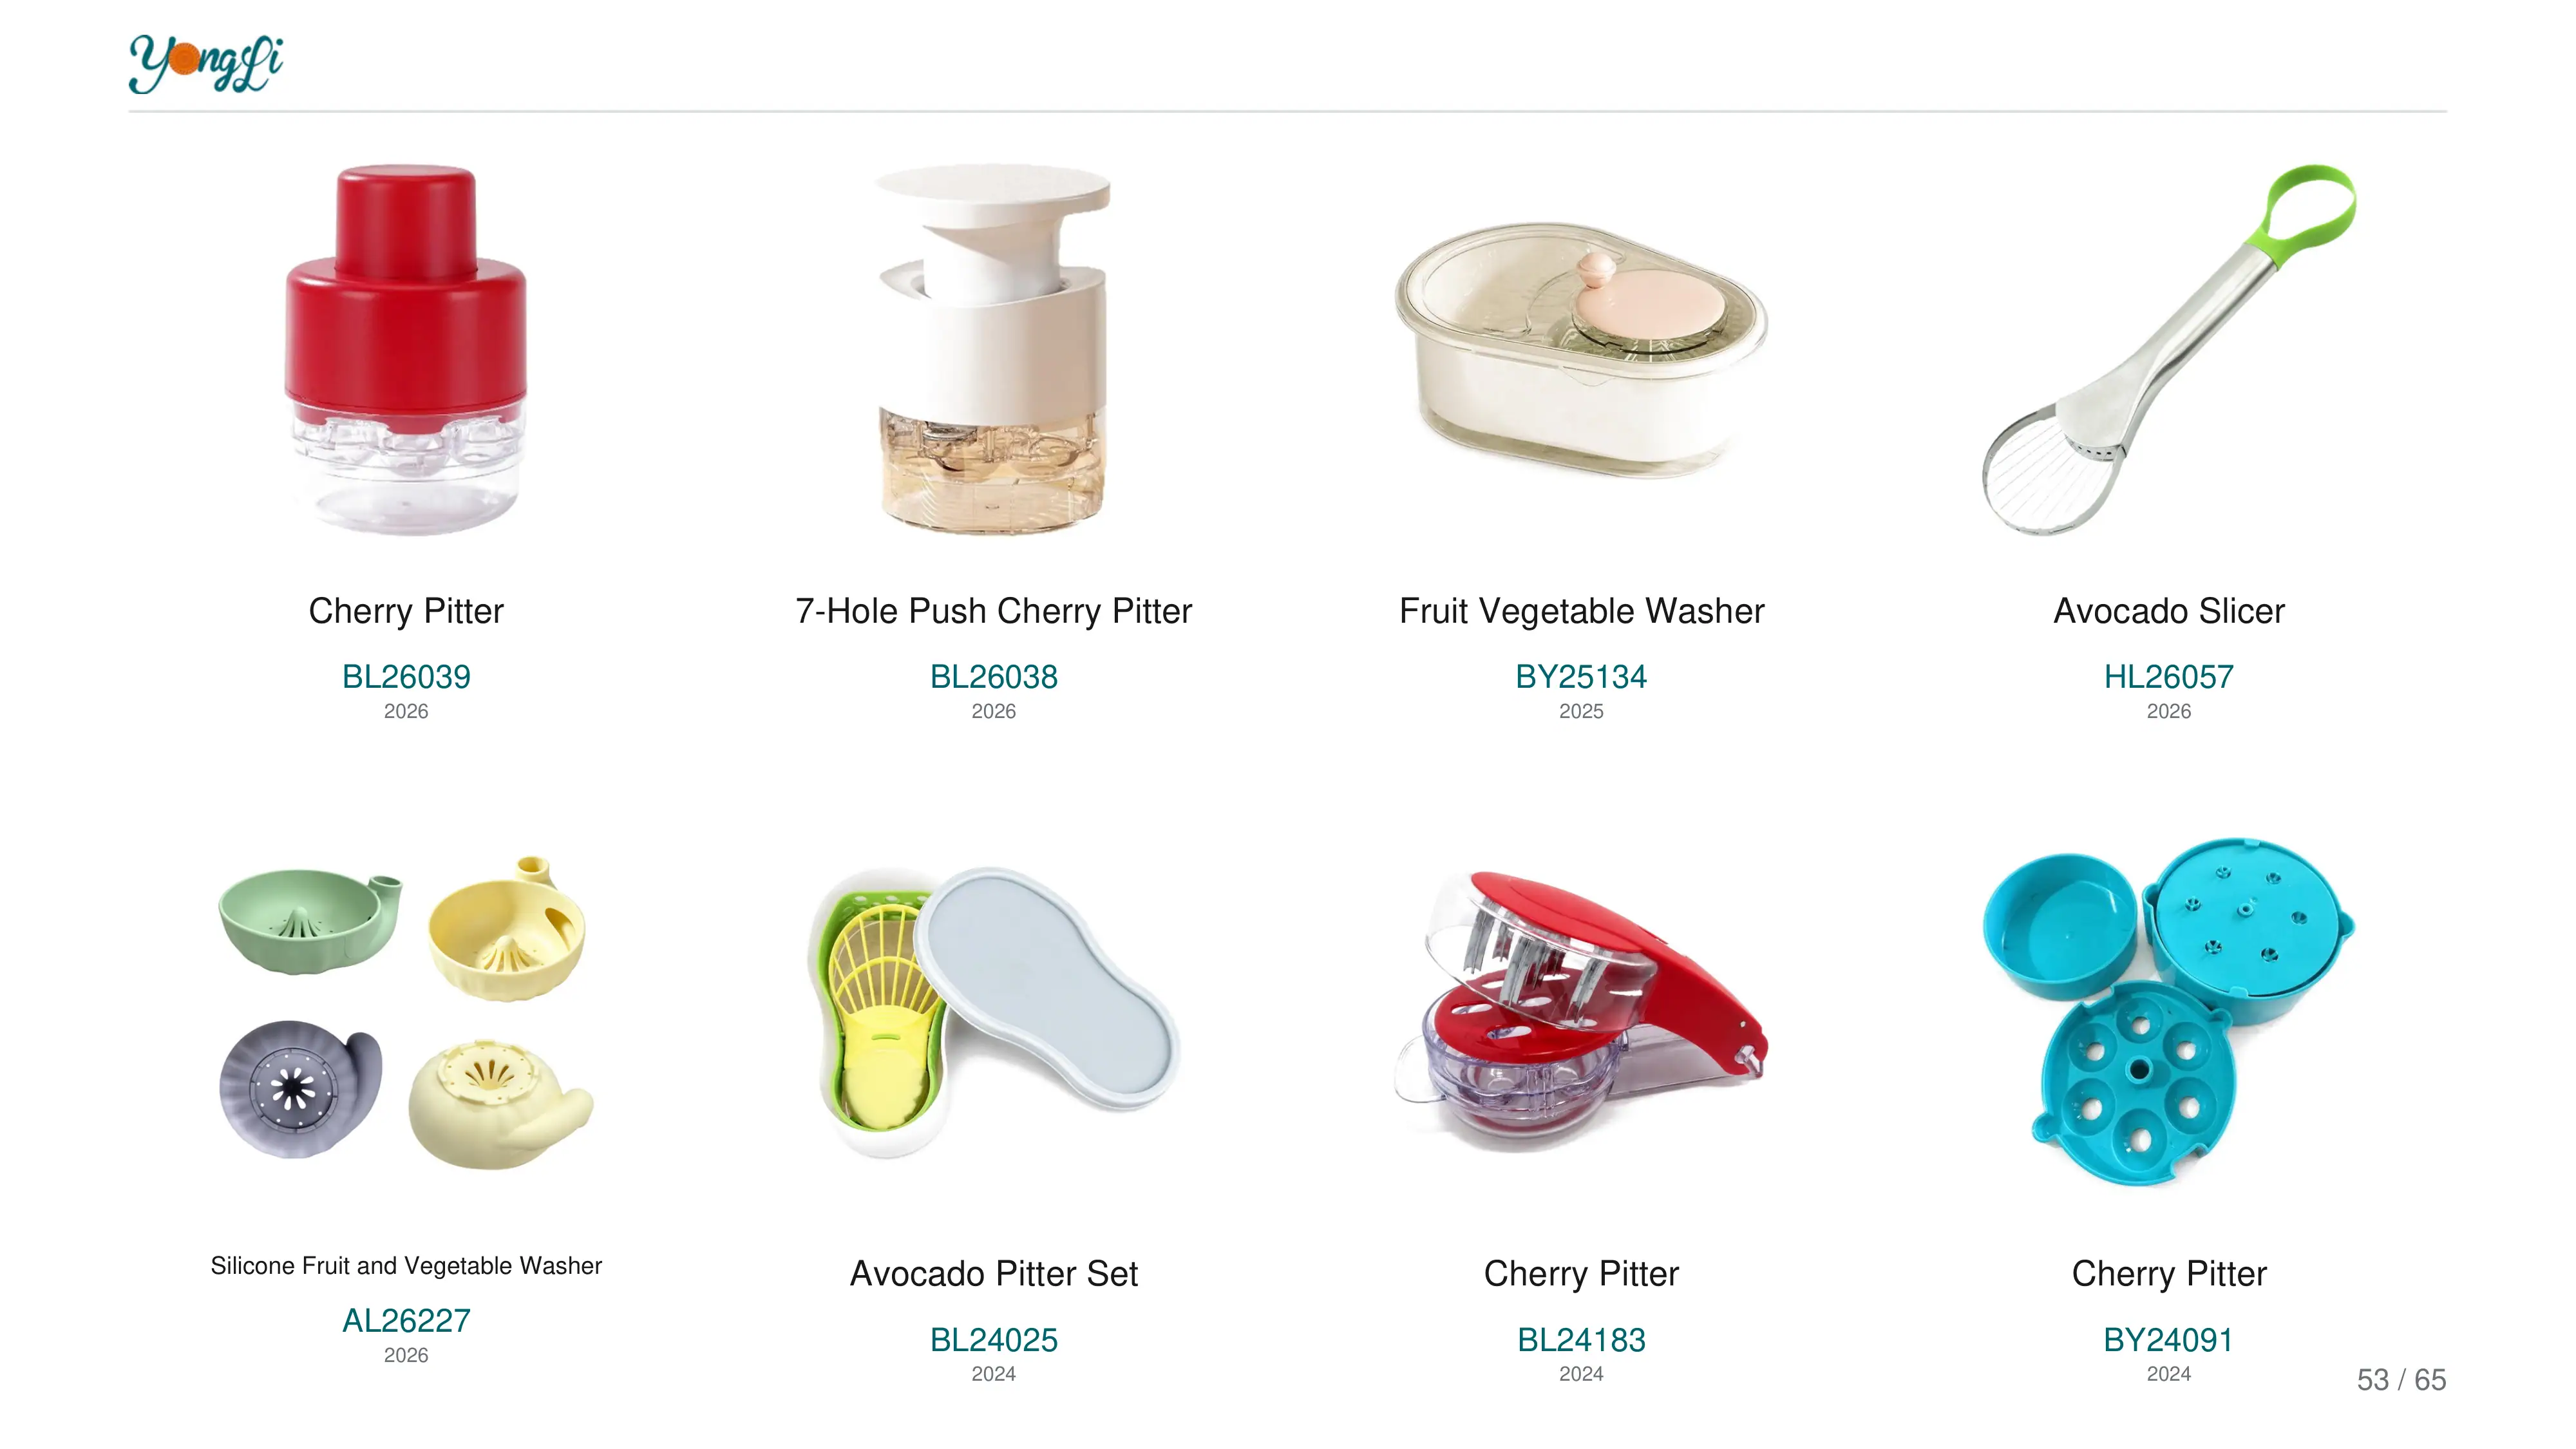 YongLi
Cherry Pitter
BL26039
2026
7-Hole Push Cherry Pitter
BL26038
2026
Fruit Vegetable Washer
BY25134
2025
Avocado Slicer
HL26057
2026
Silicone Fruit and Vegetable Washer
AL26227
2026
Avocado Pitter Set
BL24025
2024
Cherry Pitter
BL24183
2024
Cherry Pitter
BY24091
2024
53 / 65